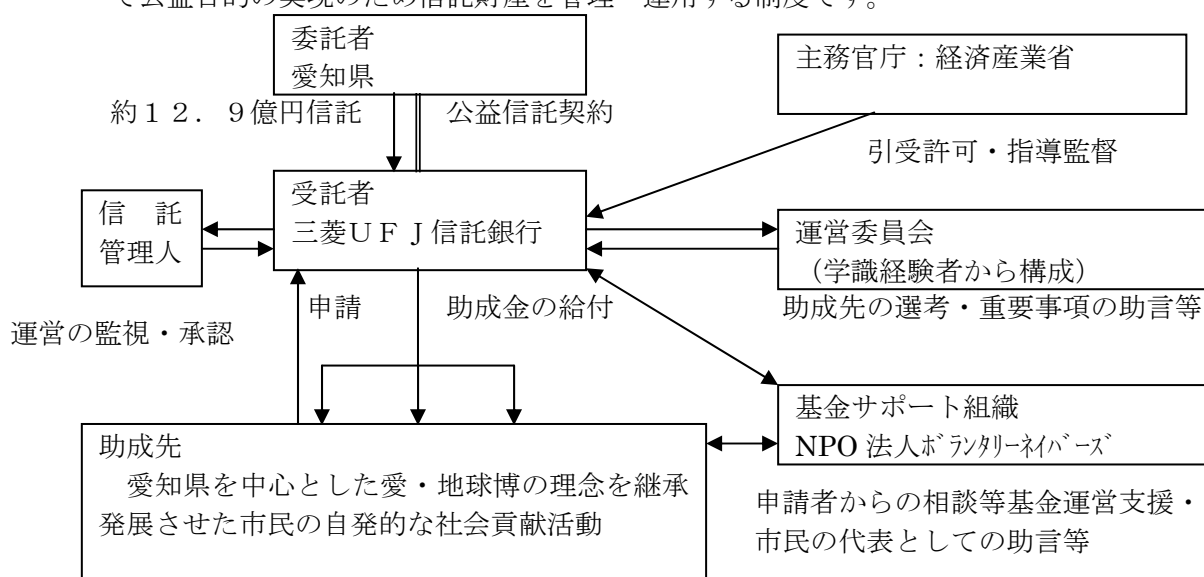 で公益目的の実現のため信託財産を管理・運用する制度です。
委託者
愛知県
主務官庁：経済産業省
約１２．９億円信託
公益信託契約
引受許可・指導監督
受託者
三菱ＵＦＪ信託銀行
信　託
管理人
運営委員会
（学識経験者から構成）
申請
助成金の給付
助成先の選考・重要事項の助言等
運営の監視・承認
基金サポート組織
NPO 法人ﾎﾞﾗﾝﾀﾘｰﾈｲﾊﾞｰｽﾞ
助成先
愛知県を中心とした愛・地球博の理念を継承
発展させた市民の自発的な社会貢献活動
申請者からの相談等基金運営支援・
市民の代表としての助言等